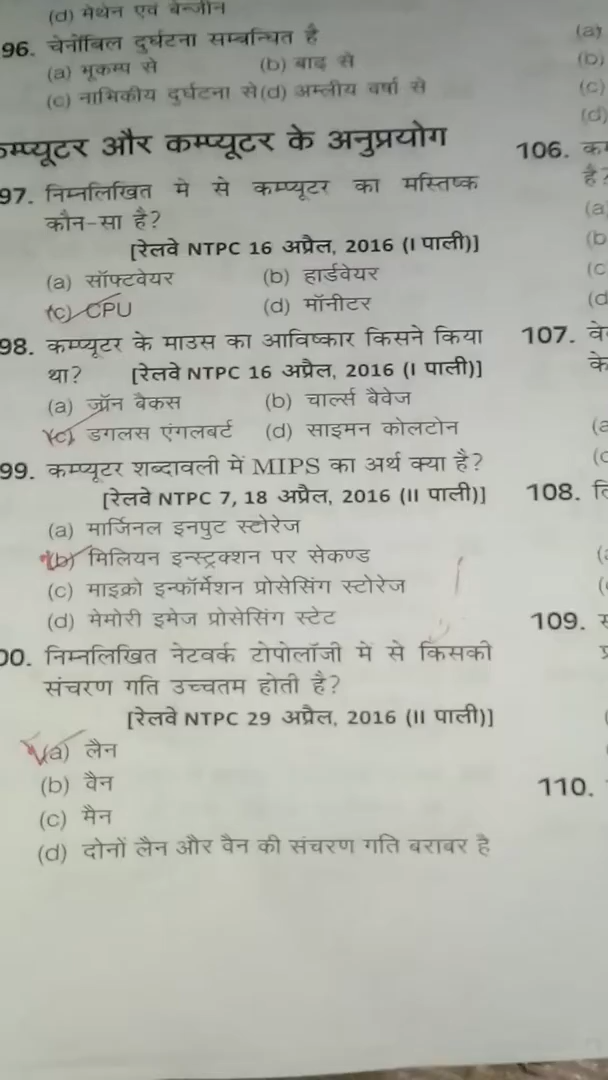 (d) मेथेन एवं बेन्जीन
96. चेर्नोबिल दुर्घटना सम्बन्धित है
(a) भूकम्प से (b) बाढ़ से
(c) नाभिकीय दुर्घटना से (d) अम्लीय वर्षा से
कम्प्यूटर और कम्प्यूटर के अनुप्रयोग
97. निम्नलिखित मे से कम्प्यूटर का मस्तिष्क
कौन-सा है?
[रेलवे NTPC 16 अप्रैल, 2016 (I पाली)]
(a) सॉफ्टवेयर (b) हार्डवेयर
(c) CPU (d) मॉनीटर
98. कम्प्यूटर के माउस का आविष्कार किसने किया
था? [रेलवे NTPC 16 अप्रैल, 2016 (I पाली)]
(a) जॉन बैकस (b) चार्ल्स बैवेज
(c) डगलस एंगलबर्ट (d) साइमन कोलटोन
99. कम्प्यूटर शब्दावली में MIPS का अर्थ क्या है?
[रेलवे NTPC 7, 18 अप्रैल, 2016 (II पाली)]
(a) मार्जिनल इनपुट स्टोरेज
(b) मिलियन इन्स्ट्रक्शन पर सेकण्ड
(c) माइक्रो इन्फॉर्मेशन प्रोसेसिंग स्टोरेज
(d) मेमोरी इमेज प्रोसेसिंग स्टेट
00. निम्नलिखित नेटवर्क टोपोलॉजी में से किसकी
संचरण गति उच्चतम होती है?
[रेलवे NTPC 29 अप्रैल, 2016 (II पाली)]
(a) लैन
(b) वैन
(c) मैन
(d) दोनों लैन और वैन की संचरण गति बराबर है
(a)
(b)
(c)
(d)
106.
है?
(a
(b
(c
(d
107.
के
(a
(c
108.
109.
110.